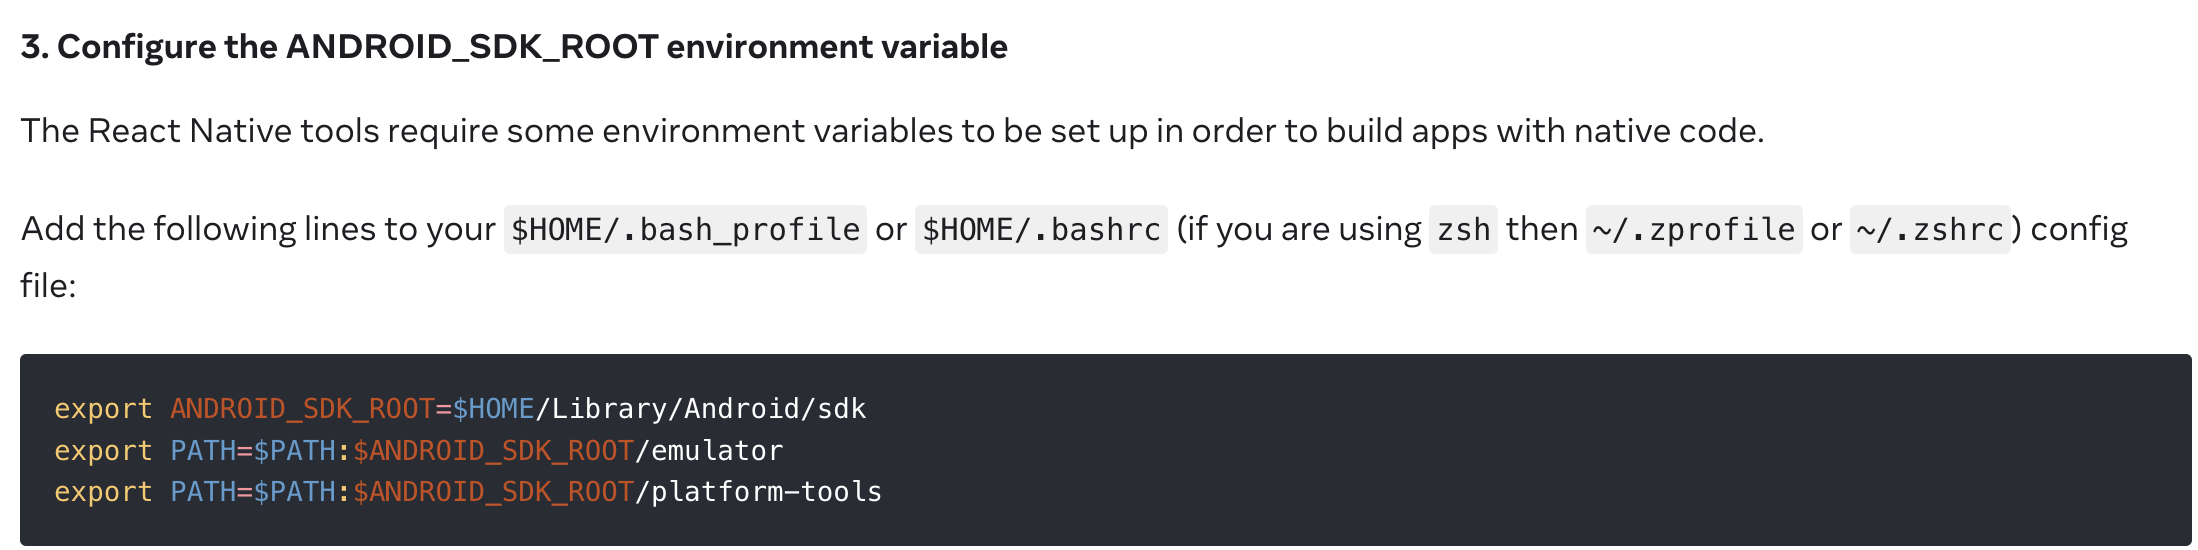 3. Configure the ANDROID_SDK_ROOT environment variable
The React Native tools require some environment variables to be set up in order to build apps with native code.
Add the following lines to your $HOME/.bash_profile or $HOME/.bashrc (if you are using zsh then ~/.zprofile or ~/.zshrc) config
file:
export ANDROID_SDK_ROOT=$HOME/Library/Android/sdk
export PATH=$PATH:$ANDROID_SDK_ROOT/emulator
export PATH=$PATH:$ANDROID_SDK_ROOT/platform-tools